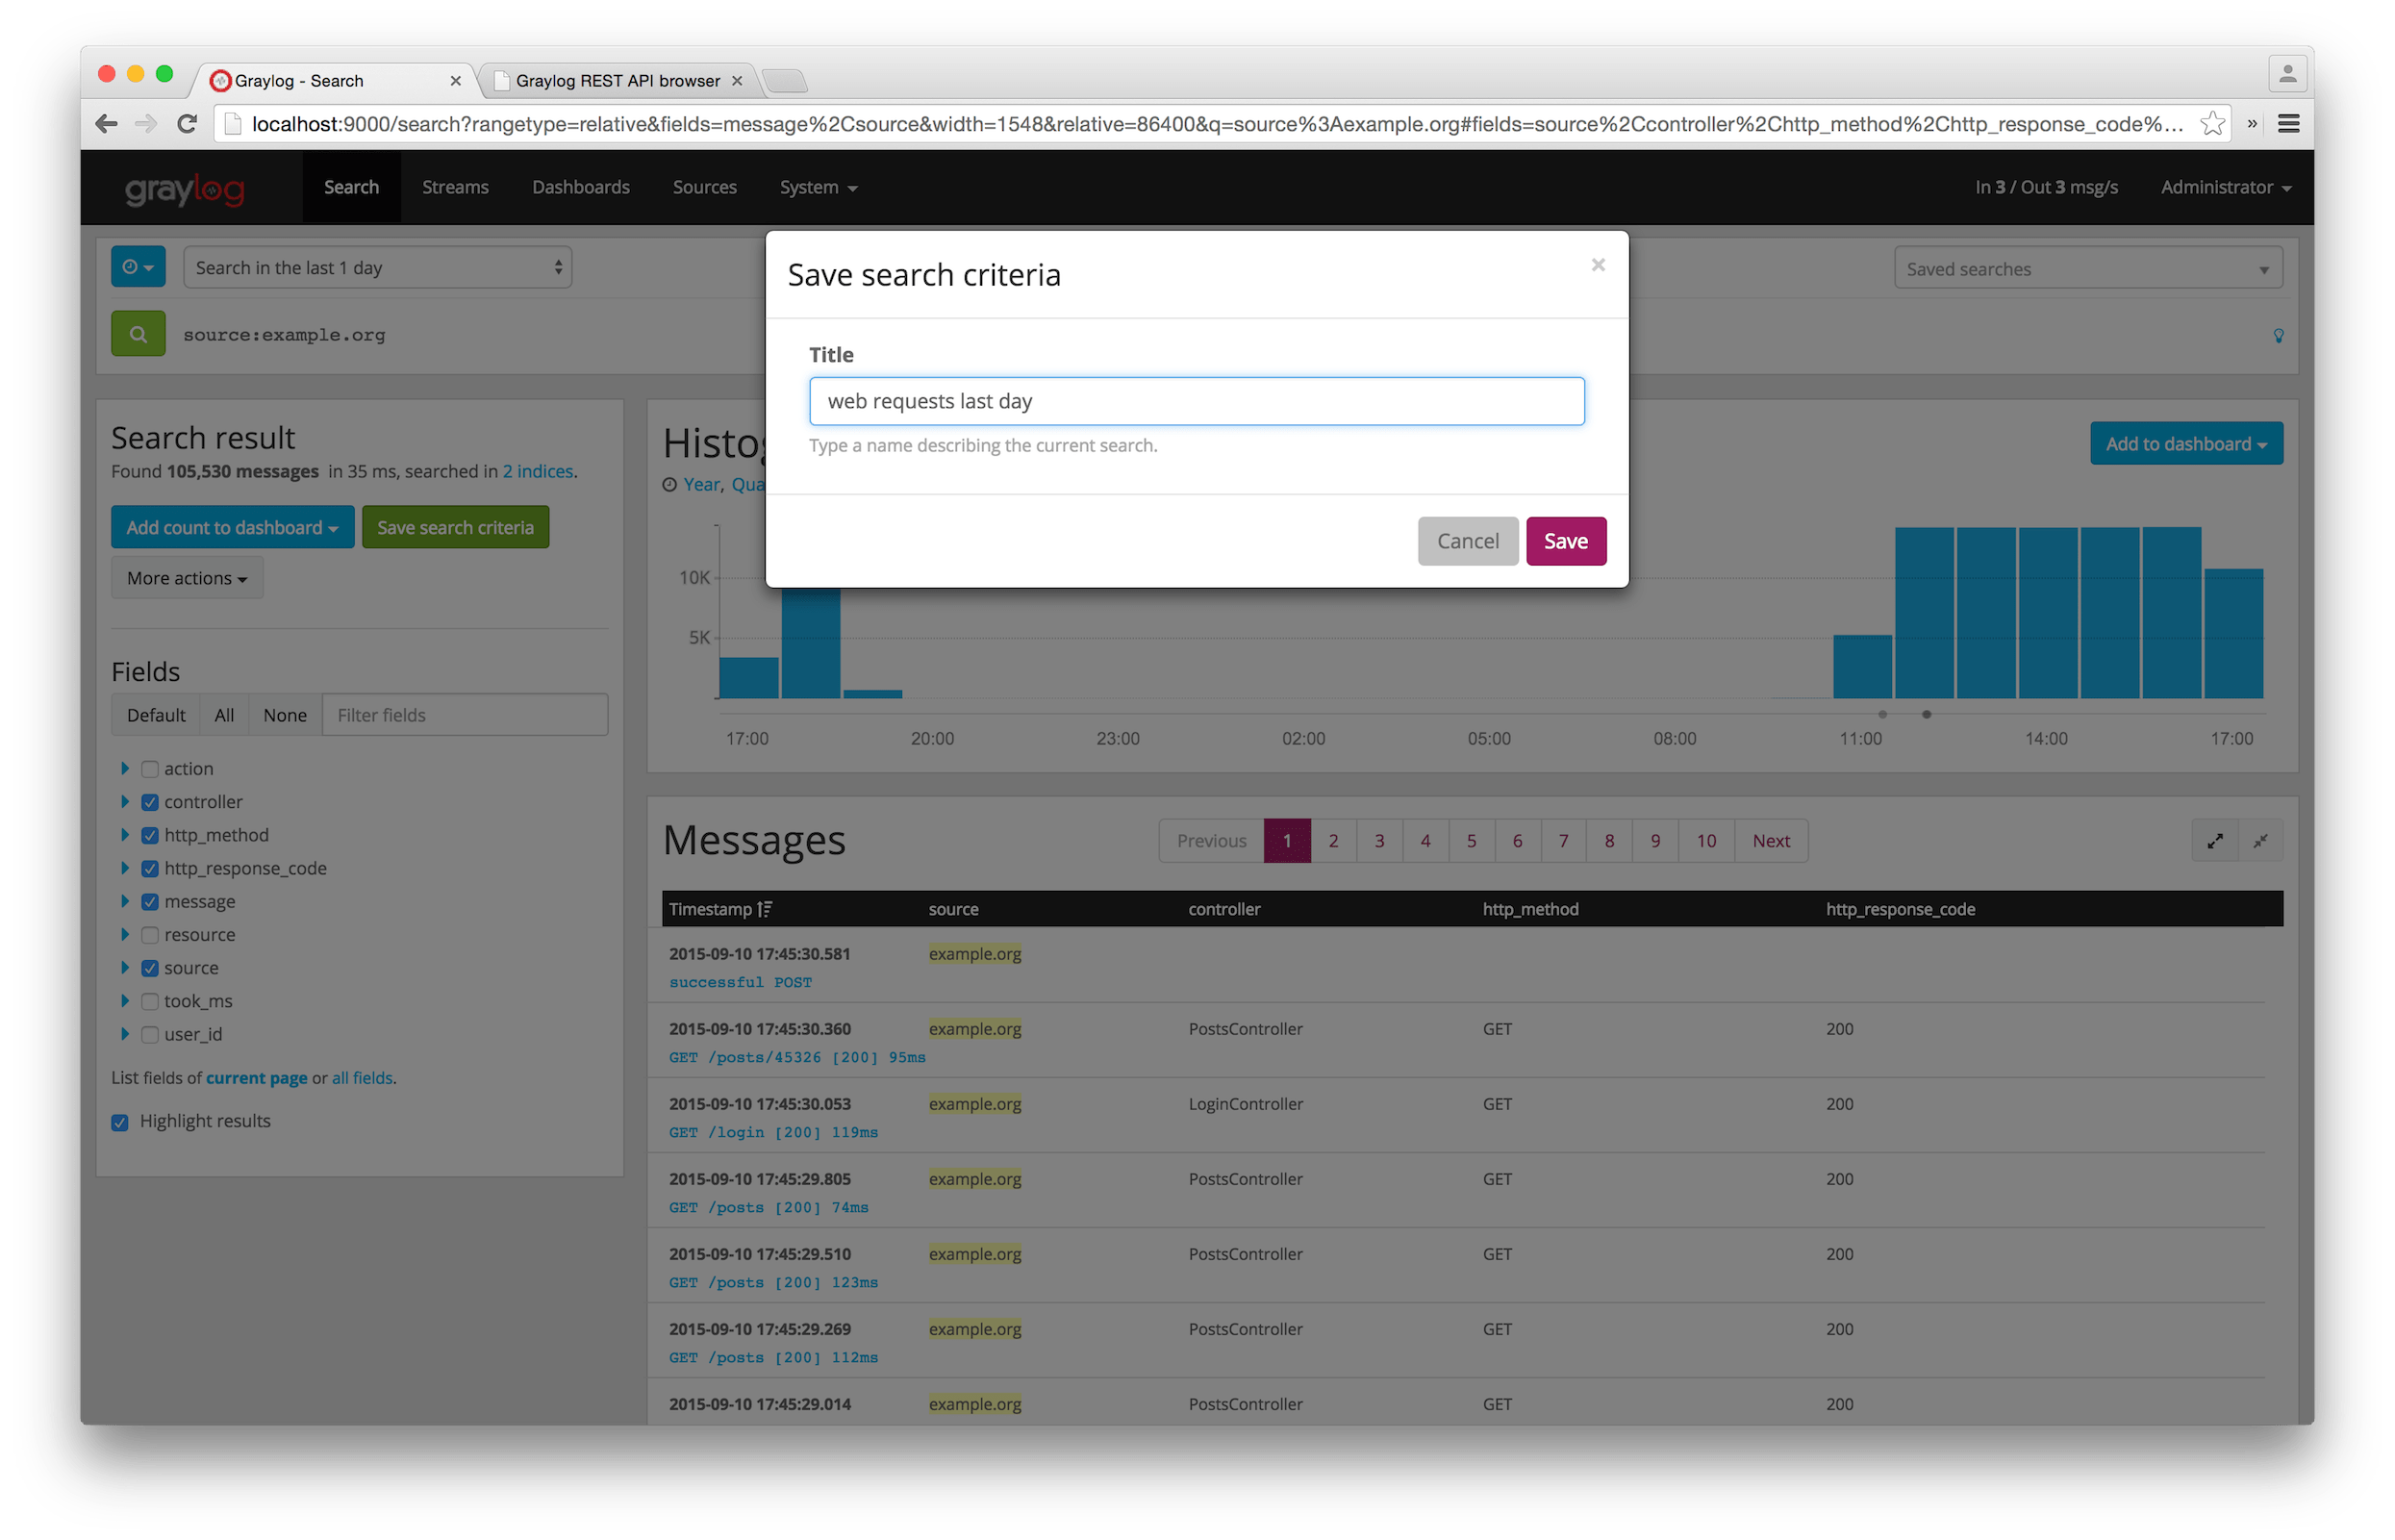 Graylog - Search
Graylog REST API browser
localhost:9000/search?rangetype=relative&fields=message%2Csource&width=1548&relative=86400&q=source%3Aexample.org#fields=source%2Ccontroller%2Chttp_method%2Chttp_response_code%...
graylog Search Streams Dashboards Sources System In 3 / Out 3 msg/s Administrator
Search in the last 1 day
Saved searches
source:example.org
Save search criteria
Title
web requests last day
Type a name describing the current search.
Cancel Save
Search result
Found 105,530 messages in 35 ms, searched in 2 indices.
Add count to dashboard Save search criteria
More actions
Fields
Default All None Filter fields
action
controller
http_method
http_response_code
message
resource
source
took_ms
user_id
List fields of current page or all fields.
Highlight results
Histog
Year, Qua
Add to dashboard
10K
5K
17:00 20:00 23:00 02:00 05:00 08:00 11:00 14:00 17:00
Messages
Previous 1 2 3 4 5 6 7 8 9 10 Next
Timestamp source controller http_method http_response_code
2015-09-10 17:45:30.581 example.org
successful POST
2015-09-10 17:45:30.360 example.org PostsController GET 200
GET /posts/45326 [200] 95ms
2015-09-10 17:45:30.053 example.org LoginController GET 200
GET /login [200] 119ms
2015-09-10 17:45:29.805 example.org PostsController GET 200
GET /posts [200] 74ms
2015-09-10 17:45:29.510 example.org PostsController GET 200
GET /posts [200] 123ms
2015-09-10 17:45:29.269 example.org PostsController GET 200
GET /posts [200] 112ms
2015-09-10 17:45:29.014 example.org PostsController GET 200